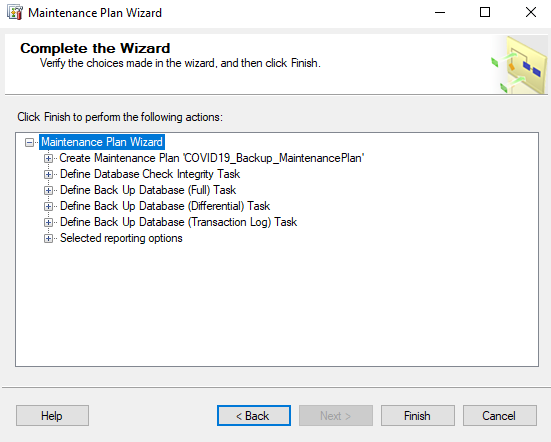 Maintenance Plan Wizard
Complete the Wizard
Verify the choices made in the wizard, and then click Finish.
Click Finish to perform the following actions:
Maintenance Plan Wizard
Create Maintenance Plan 'COVID19_Backup_MaintenancePlan'
Define Database Check Integrity Task
Define Back Up Database (Full) Task
Define Back Up Database (Differential) Task
Define Back Up Database (Transaction Log) Task
Selected reporting options
Help < Back Next > Finish Cancel